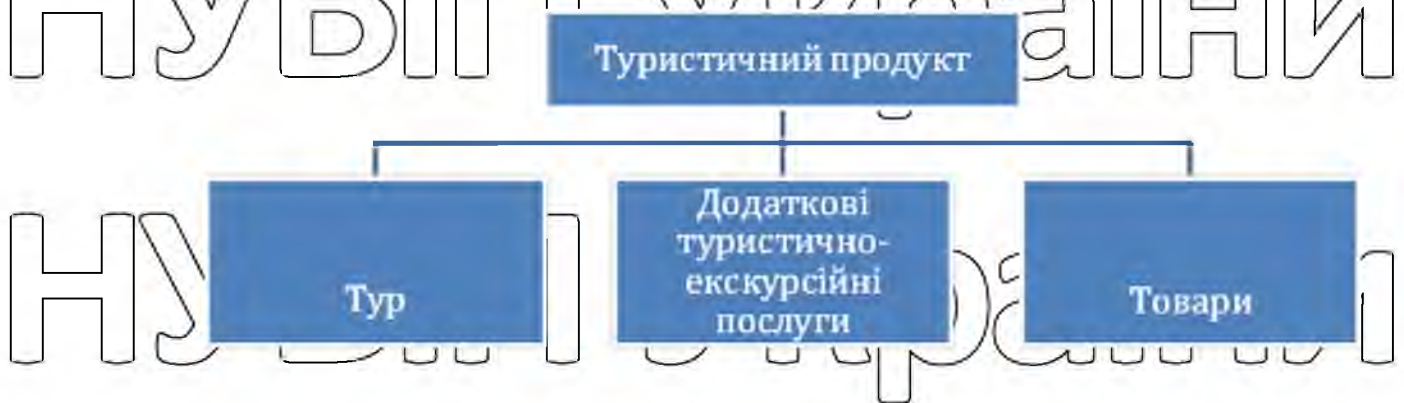 Туристичний продукт
Тур
Додаткові
туристично-
екскурсійні
послуги
Товари